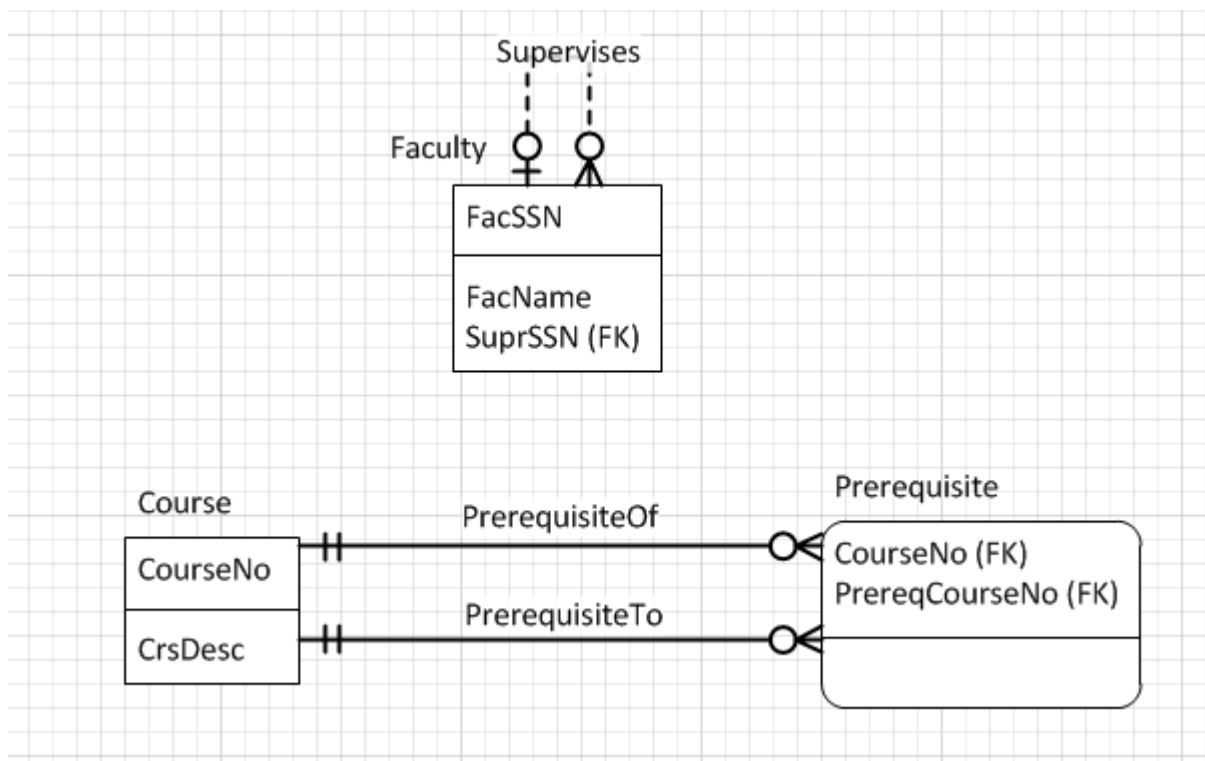 Supervises
Faculty
FacSSN
FacName
SuprSSN (FK)
Course
CourseNo
CrsDesc
PrerequisiteOf
PrerequisiteTo
Prerequisite
CourseNo (FK)
PrereqCourseNo (FK)